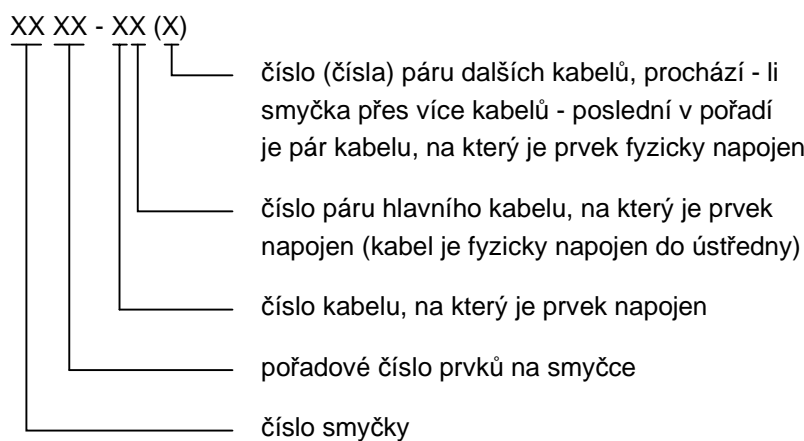 XX XX - XX (X)
číslo (čísla) páru dalších kabelů, prochází - li
smyčka přes více kabelů - poslední v pořadí
je pár kabelu, na který je prvek fyzicky napojen
číslo páru hlavního kabelu, na který je prvek
napojen (kabel je fyzicky napojen do ústředny)
číslo kabelu, na který je prvek napojen
pořadové číslo prvků na smyčce
číslo smyčky